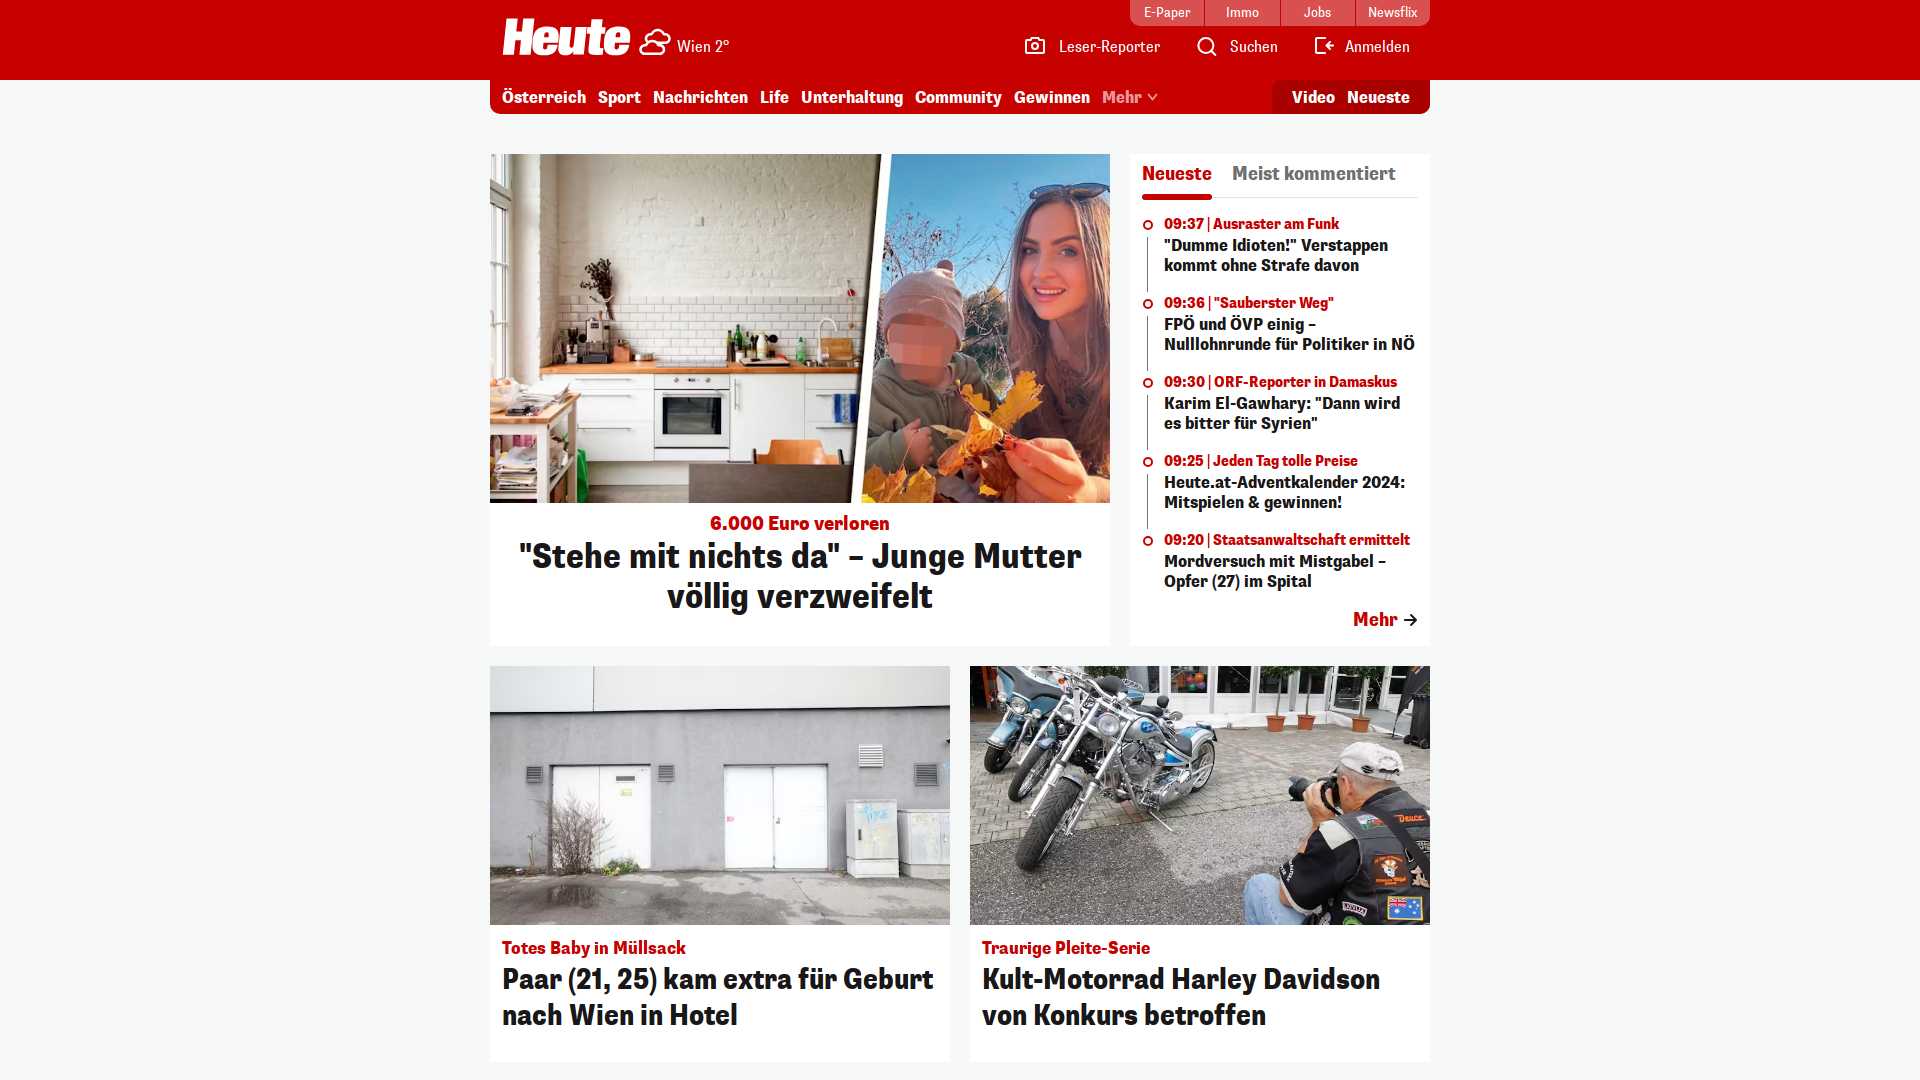 E-Paper
Immo
Jobs
Newsflix
Heute
Wien 2°
Leser-Reporter
Suchen
Anmelden
Österreich
Sport
Nachrichten
Life
Unterhaltung
Community
Gewinnen
Mehr
Video
Neueste
6.000 Euro verloren
"Stehe mit nichts da" – Junge Mutter
völlig verzweifelt
Neueste
Meist kommentiert
09:37 | Ausraster am Funk
"Dumme Idioten!" Verstappen
kommt ohne Strafe davon
09:36 | "Sauberster Weg"
FPÖ und ÖVP einig –
Nulllohnrunde für Politiker in NÖ
09:30 | ORF-Reporter in Damaskus
Karim El-Gawhary: "Dann wird
es bitter für Syrien"
09:25 | Jeden Tag tolle Preise
Heute.at-Adventkalender 2024:
Mitspielen & gewinnen!
09:20 | Staatsanwaltschaft ermittelt
Mordversuch mit Mistgabel –
Opfer (27) im Spital
Mehr
Totes Baby in Müllsack
Paar (21, 25) kam extra für Geburt
nach Wien in Hotel
Deuce
Traurige Pleite-Serie
Kult-Motorrad Harley Davidson
von Konkurs betroffen